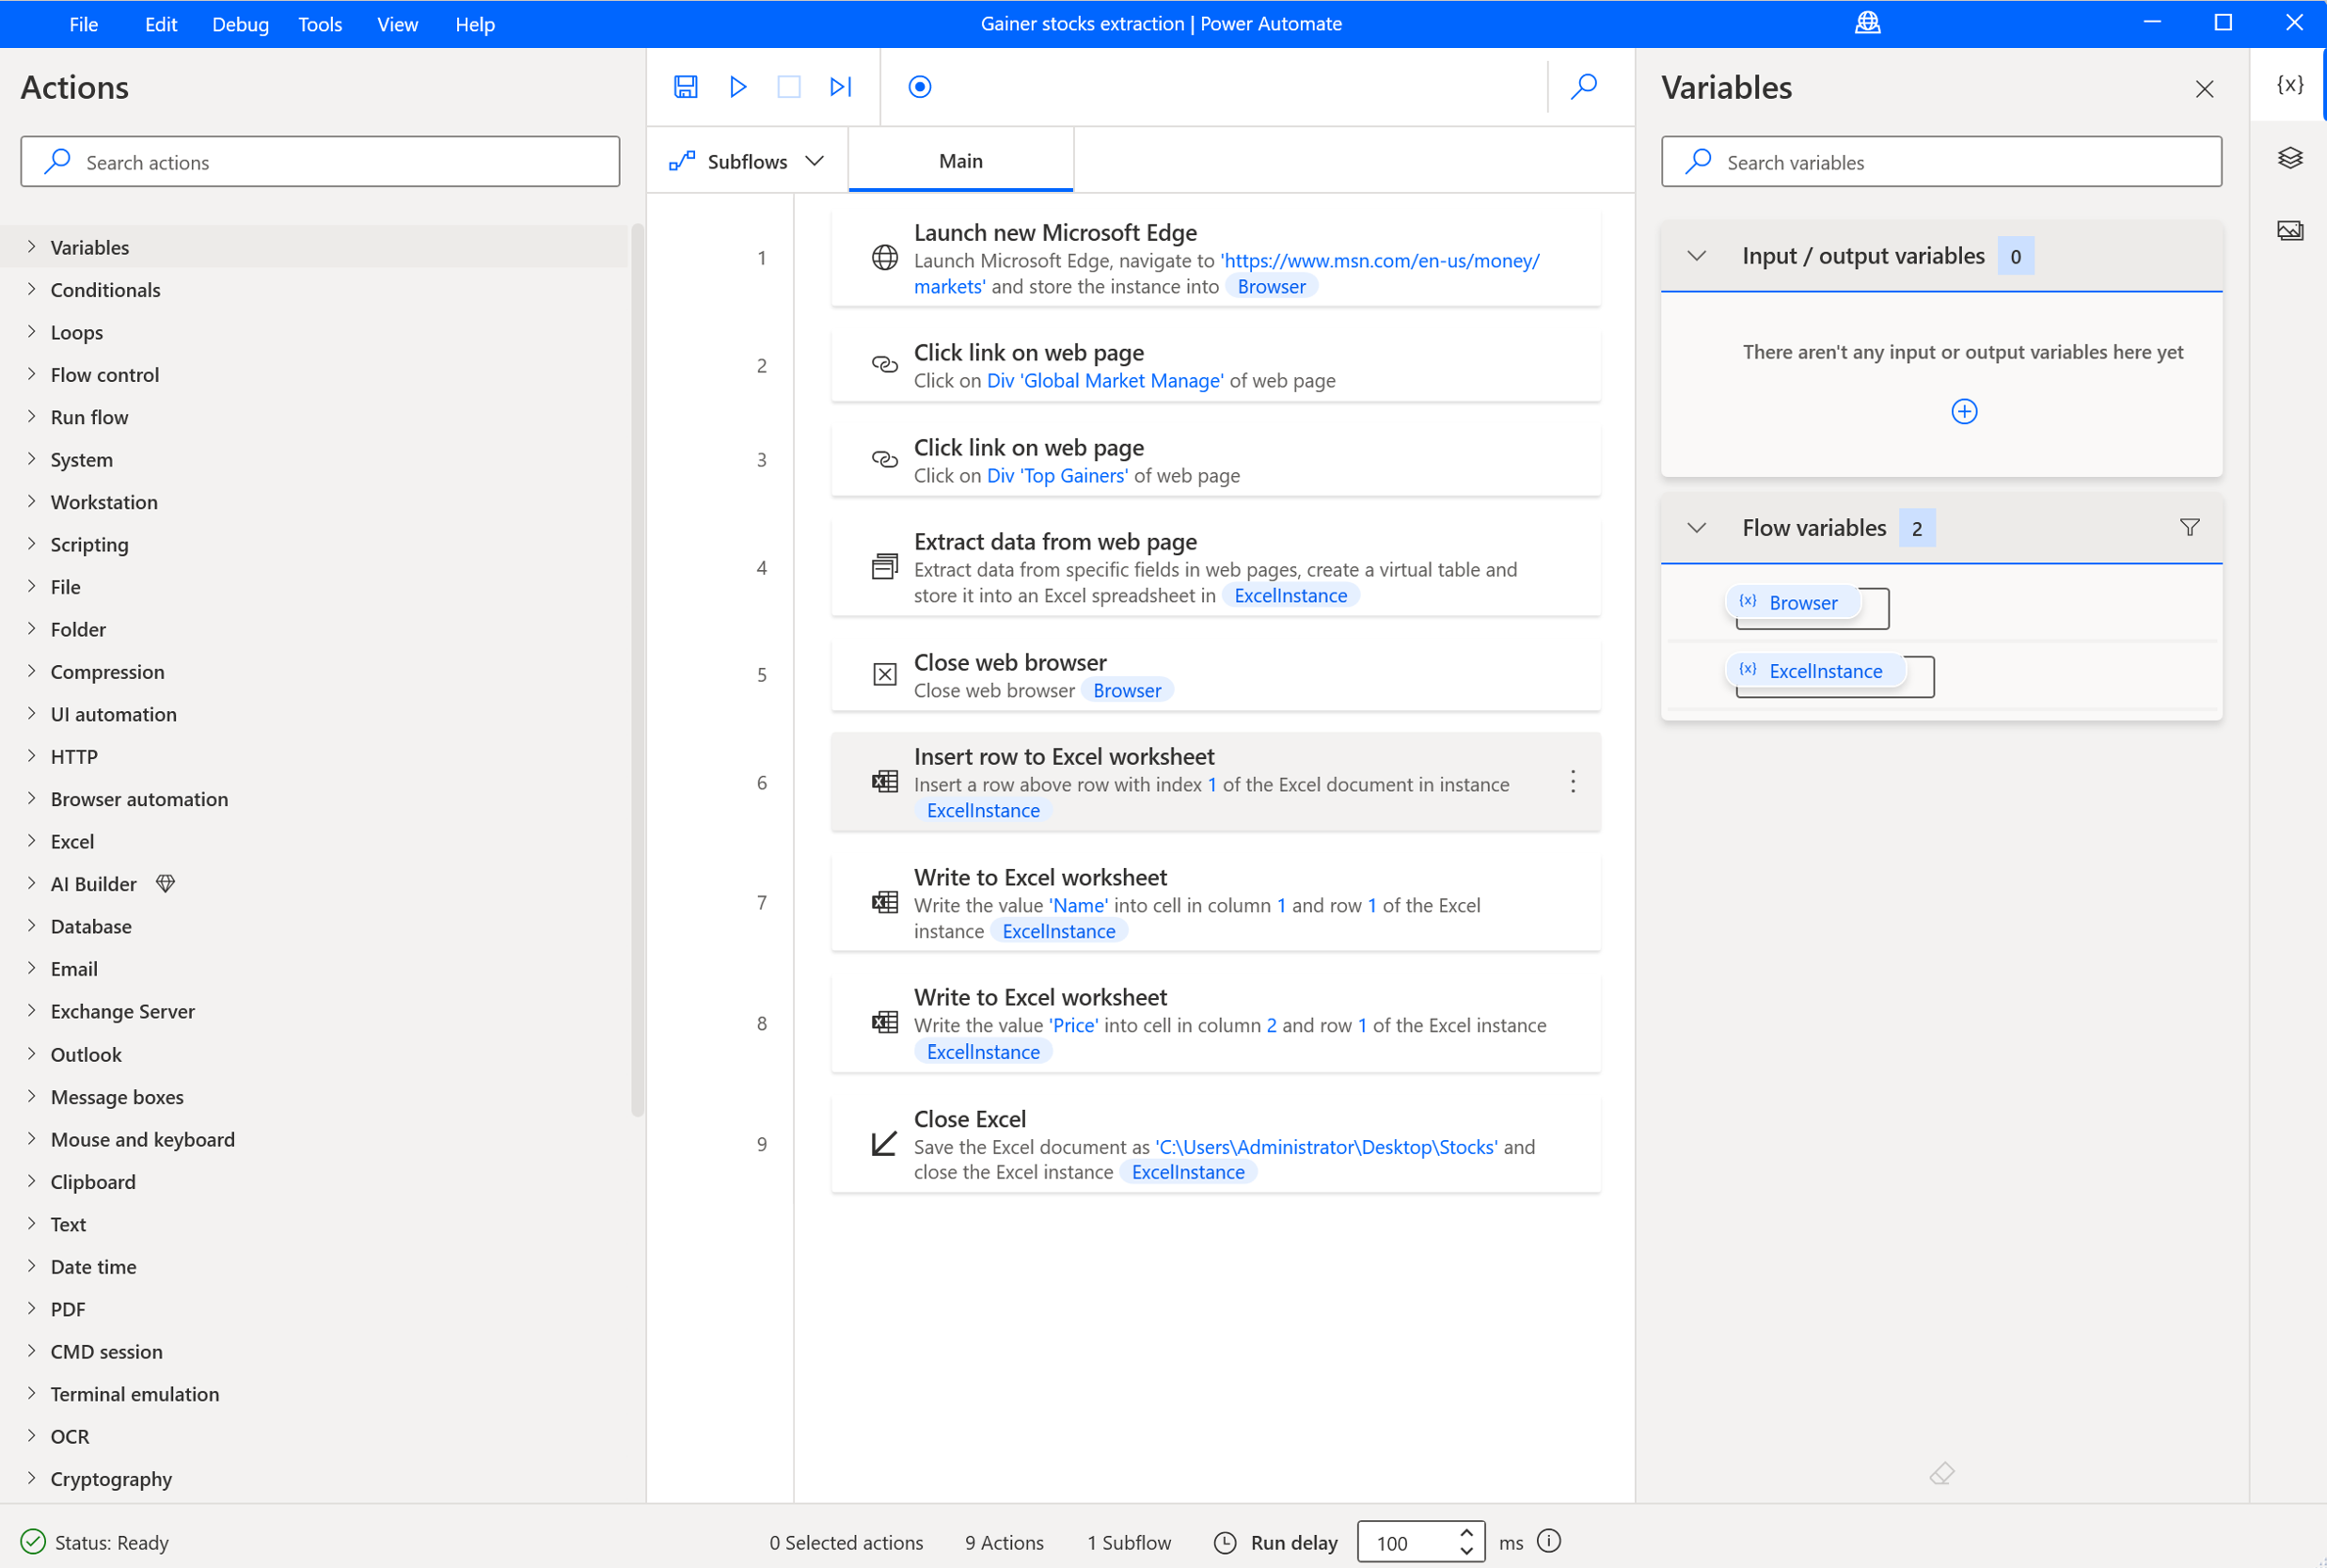 File Edit Debug Tools View Help
Gainer stocks extraction | Power Automate
Actions
Search actions
Variables
Conditionals
Loops
Flow control
Run flow
System
Workstation
Scripting
File
Folder
Compression
UI automation
HTTP
Browser automation
Excel
AI Builder
Database
Email
Exchange Server
Outlook
Message boxes
Mouse and keyboard
Clipboard
Text
Date time
PDF
CMD session
Terminal emulation
OCR
Cryptography
Subflows
Main
1
Launch new Microsoft Edge
Launch Microsoft Edge, navigate to 'https://www.msn.com/en-us/money/
markets' and store the instance into Browser
2
Click link on web page
Click on Div 'Global Market Manage' of web page
3
Click link on web page
Click on Div 'Top Gainers' of web page
4
Extract data from web page
Extract data from specific fields in web pages, create a virtual table and
store it into an Excel spreadsheet in ExcelInstance
5
Close web browser
Close web browser Browser
6
Insert row to Excel worksheet
Insert a row above row with index 1 of the Excel document in instance
ExcelInstance
7
Write to Excel worksheet
Write the value 'Name' into cell in column 1 and row 1 of the Excel
instance ExcelInstance
8
Write to Excel worksheet
Write the value 'Price' into cell in column 2 and row 1 of the Excel instance
ExcelInstance
9
Close Excel
Save the Excel document as 'C:\Users\Administrator\Desktop\Stocks' and
close the Excel instance ExcelInstance
Variables
{x}
Search variables
Input / output variables 0
There aren't any input or output variables here yet
Flow variables 2
{x} Browser
{x} ExcelInstance
Status: Ready
0 Selected actions
9 Actions
1 Subflow
Run delay
100
ms